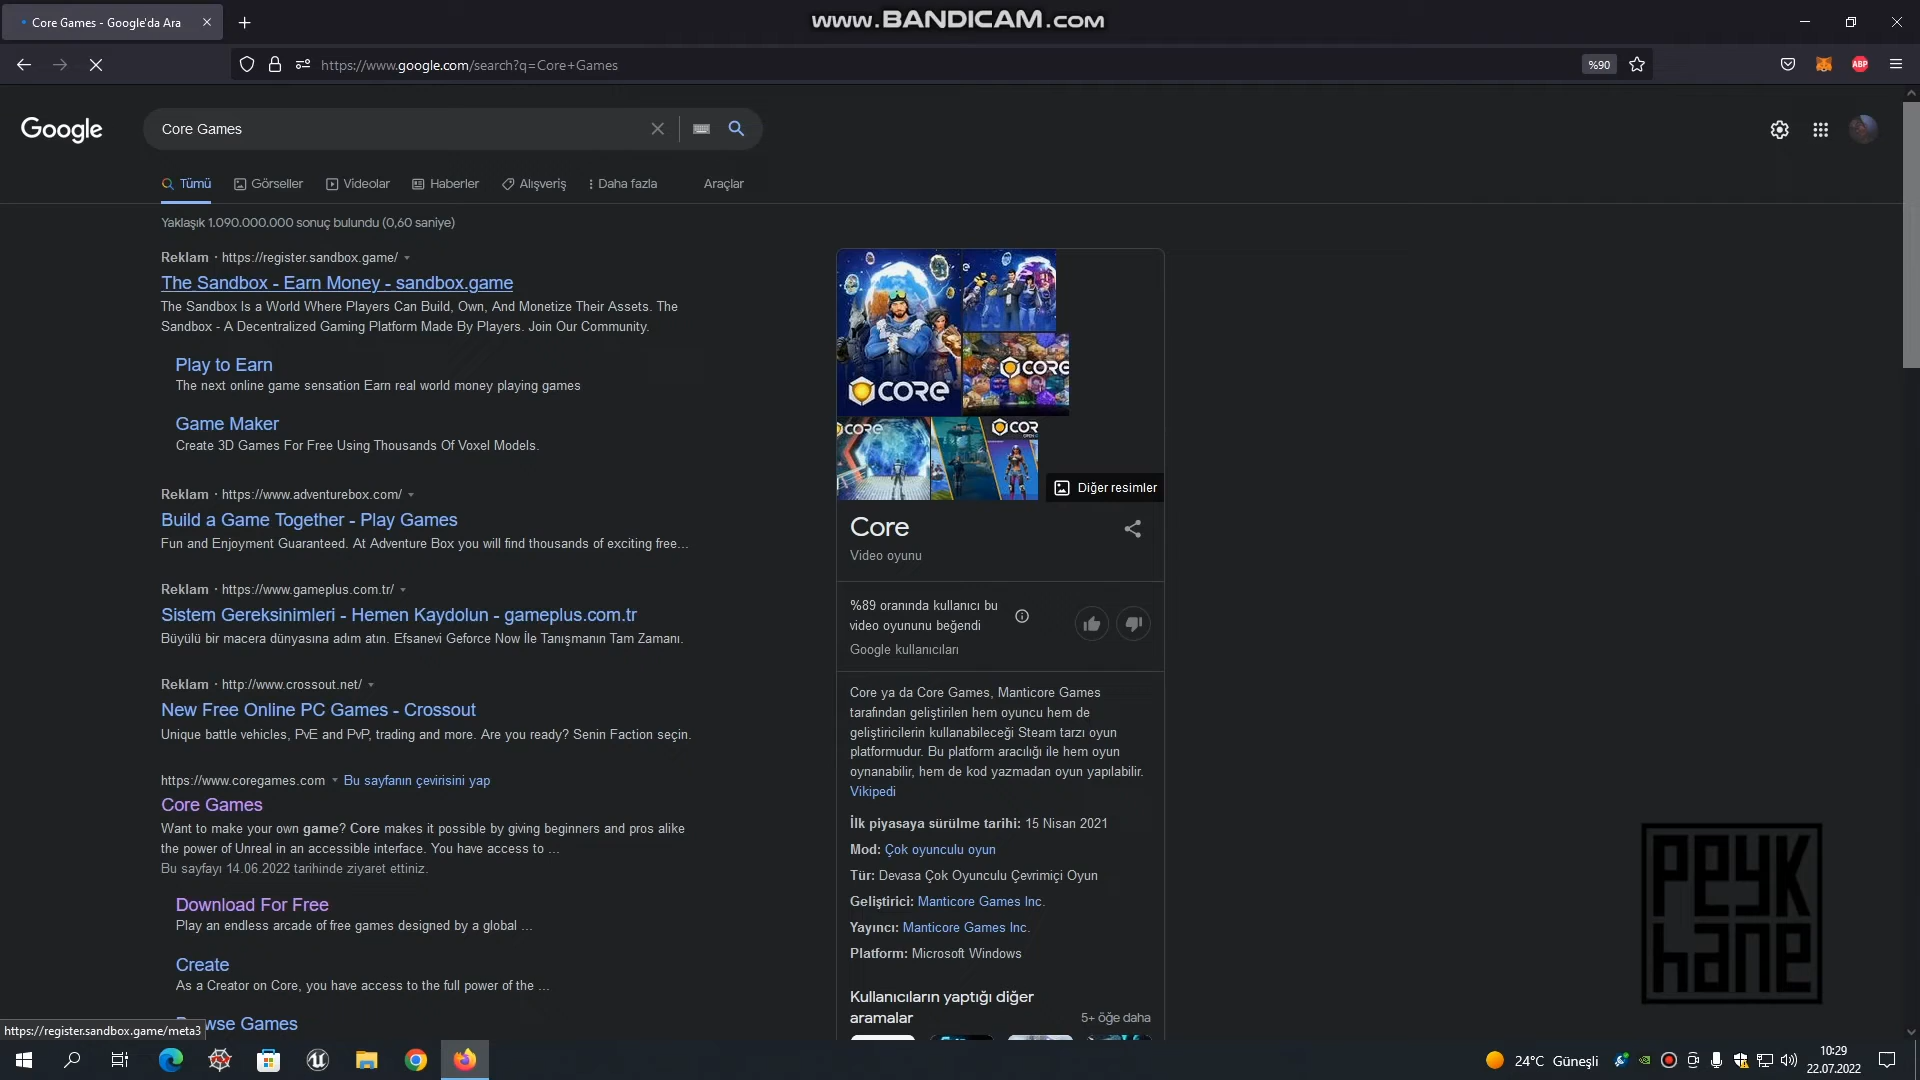 Core Games - Google'da Ara
www.BANDICAM.com
https://www.google.com/search?q=Core+Games
%90
ABP
Google
Core Games
Tümü
Görseller
Videolar
Haberler
Alışveriş
Daha fazla
Araçlar
Yaklaşık 1.090.000.000 sonuç bulundu (0,60 saniye)
Reklam · https://register.sandbox.game/
The Sandbox - Earn Money - sandbox.game
The Sandbox Is a World Where Players Can Build, Own, And Monetize Their Assets. The
Sandbox - A Decentralized Gaming Platform Made By Players. Join Our Community.
Play to Earn
The next online game sensation Earn real world money playing games
Game Maker
Create 3D Games For Free Using Thousands Of Voxel Models.
Reklam · https://www.adventurebox.com/
Build a Game Together - Play Games
Fun and Enjoyment Guaranteed. At Adventure Box you will find thousands of exciting free...
Reklam · https://www.gameplus.com.tr/
Sistem Gereksinimleri - Hemen Kaydolun - gameplus.com.tr
Büyülü bir macera dünyasına adım atın. Efsanevi Geforce Now İle Tanışmanın Tam Zamanı.
Reklam · http://www.crossout.net/
New Free Online PC Games - Crossout
Unique battle vehicles, PvE and PvP, trading and more. Are you ready? Senin Faction seçin.
https://www.coregames.com Bu sayfanın çevirisini yap
Core Games
Want to make your own game? Core makes it possible by giving beginners and pros alike
the power of Unreal in an accessible interface. You have access to ...
Bu sayfayı 14.06.2022 tarihinde ziyaret ettiniz.
Download For Free
Play an endless arcade of free games designed by a global ...
Create
As a Creator on Core, you have access to the full power of the ...
wse Games
https://register.sandbox.game/meta3
CORE
CORE
CORE
COR
OPEN
Diğer resimler
Core
Video oyunu
%89 oranında kullanıcı bu
video oyununu beğendi
Google kullanıcıları
Core ya da Core Games, Manticore Games
tarafından geliştirilen hem oyuncu hem de
geliştiricilerin kullanabileceği Steam tarzı oyun
platformudur. Bu platform aracılığı ile hem oyun
oynanabilir, hem de kod yazmadan oyun yapılabilir.
Vikipedi
İlk piyasaya sürülme tarihi: 15 Nisan 2021
Mod: Çok oyunculu oyun
Tür: Devasa Çok Oyunculu Çevrimiçi Oyun
Geliştirici: Manticore Games Inc.
Yayıncı: Manticore Games Inc.
Platform: Microsoft Windows
Kullanıcıların yaptığı diğer
aramalar
5+ öğe daha
peyk
hane
24°C Güneşli
10:29
22.07.2022